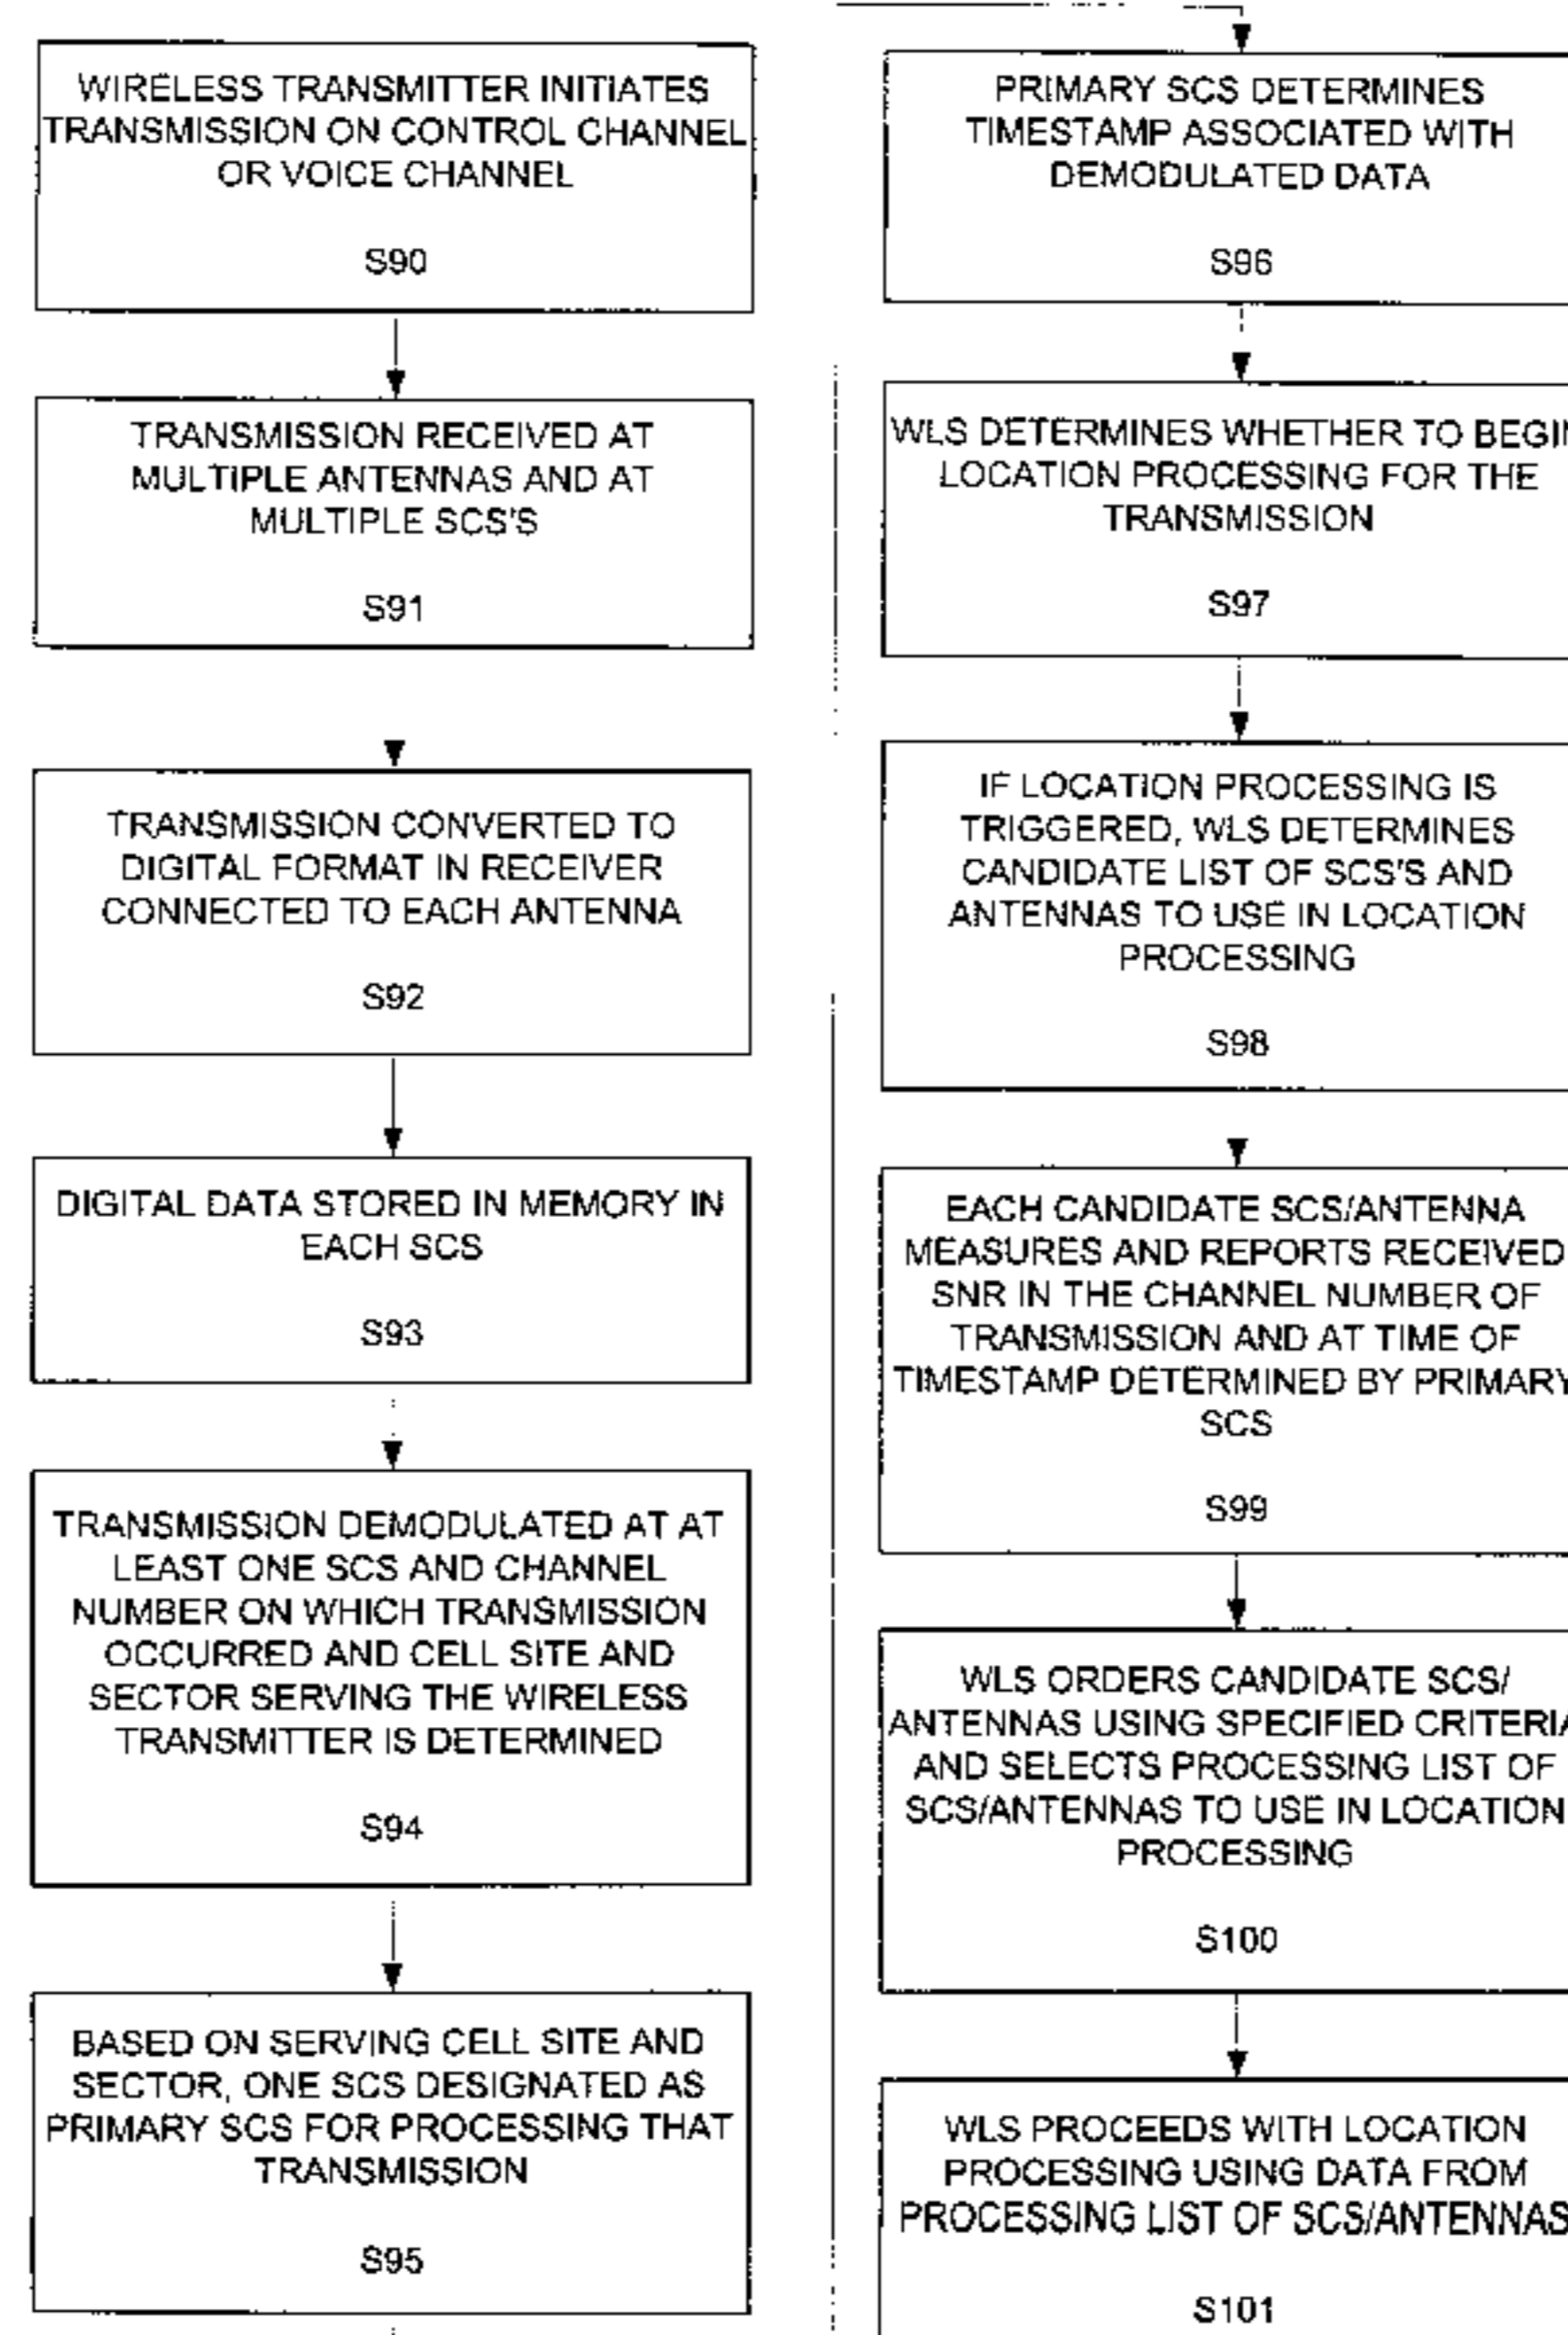 WIRELESS TRANSMITTER INITIATES
TRANSMISSION ON CONTROL CHANNEL
OR VOICE CHANNEL
S90
TRANSMISSION RECEIVED AT
MULTIPLE ANTENNAS AND AT
MULTIPLE SCS'S
S91
TRANSMISSION CONVERTED TO
DIGITAL FORMAT IN RECEIVER
CONNECTED TO EACH ANTENNA
S92
DIGITAL DATA STORED IN MEMORY IN
EACH SCS
S93
TRANSMISSION DEMODULATED AT AT
LEAST ONE SCS AND CHANNEL
NUMBER ON WHICH TRANSMISSION
OCCURRED AND CELL SITE AND
SECTOR SERVING THE WIRELESS
TRANSMITTER IS DETERMINED
S94
BASED ON SERVING CELL SITE AND
SECTOR, ONE SCS DESIGNATED AS
PRIMARY SCS FOR PROCESSING THAT
TRANSMISSION
S95
PRIMARY SCS DETERMINES
TIMESTAMP ASSOCIATED WITH
DEMODULATED DATA
S96
WLS DETERMINES WHETHER TO BEGIN
LOCATION PROCESSING FOR THE
TRANSMISSION
S97
IF LOCATION PROCESSING IS
TRIGGERED, WLS DETERMINES
CANDIDATE LIST OF SCS'S AND
ANTENNAS TO USE IN LOCATION
PROCESSING
S98
EACH CANDIDATE SCS/ANTENNA
MEASURES AND REPORTS RECEIVED
SNR IN THE CHANNEL NUMBER OF
TRANSMISSION AND AT TIME OF
TIMESTAMP DETERMINED BY PRIMARY
SCS
S99
WLS ORDERS CANDIDATE SCS/
ANTENNAS USING SPECIFIED CRITERIA
AND SELECTS PROCESSING LIST OF
SCS/ANTENNAS TO USE IN LOCATION
PROCESSING
S100
WLS PROCEEDS WITH LOCATION
PROCESSING USING DATA FROM
PROCESSING LIST OF SCS/ANTENNAS
S101